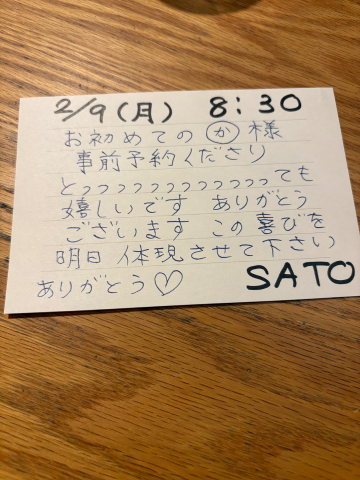 2/9(月) 8:30
お初めての か 様
事前予約くださり
とっっっっっっっっっっっっっても
嬉しいです ありがとう
ございます この喜びを
明日 体現させて下さい
ありがとう♡ SATO